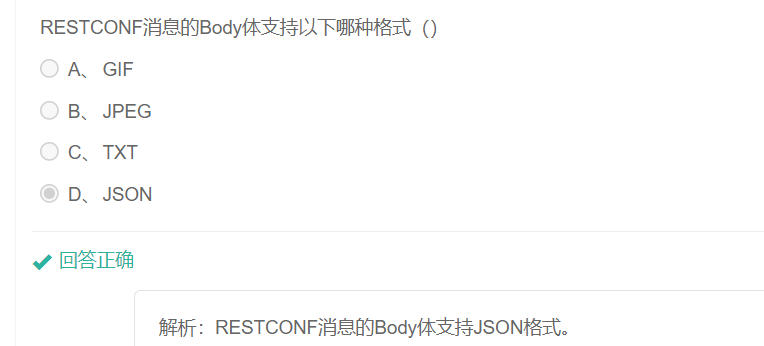 RESTCONF消息的Body体支持以下哪种格式（）
A、 GIF
B、 JPEG
C、 TXT
D、 JSON
回答正确
解析：RESTCONF消息的Body体支持JSON格式。